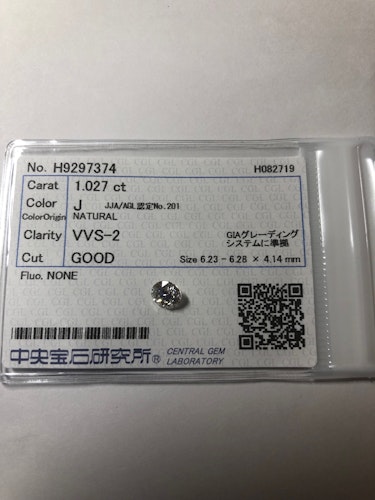 No. H9297374 H082719
Carat 1.027 ct
Color J JJA/AGL認定No.201
ColorOrigin NATURAL
Clarity VVS-2 GIAグレーディング
システムに準拠
Cut GOOD Size 6.23 - 6.28 × 4.14 mm
Fluo. NONE
中央宝石研究所® CENTRAL GEM
LABORATORY